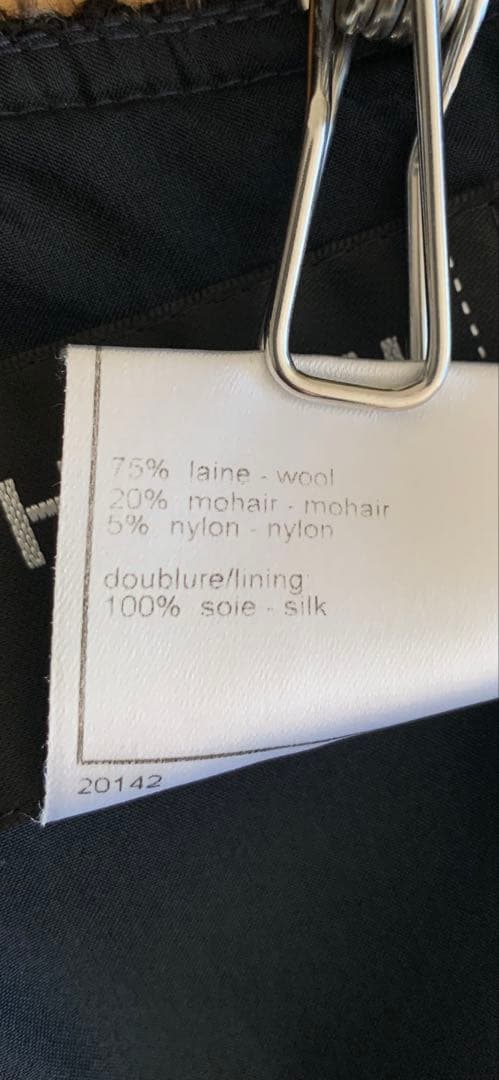 75% laine - wool
20% mohair - mohair
5% nylon - nylon
doublure/lining
100% soie - silk
20142